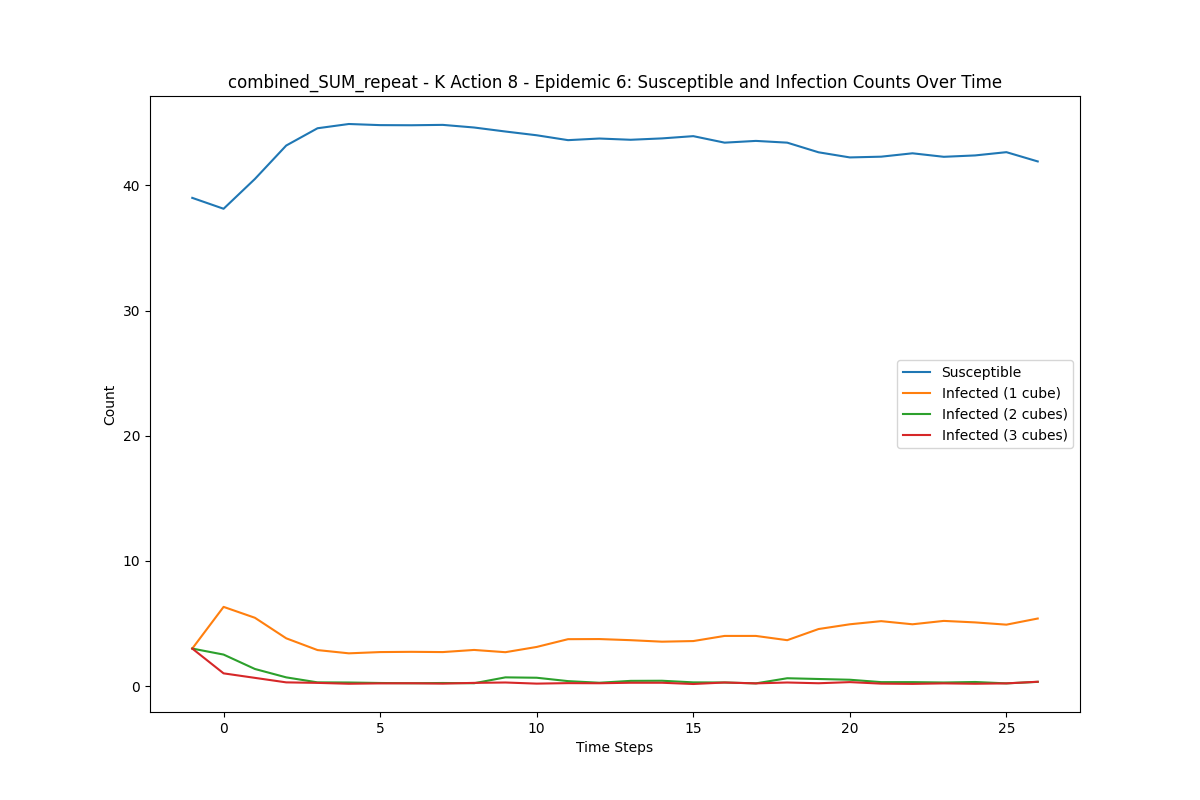 combined_SUM_repeat - K Action 8 - Epidemic 6: Susceptible and Infection Counts Over Time
Count
40
30
20
10
0
Susceptible
Infected (1 cube)
Infected (2 cubes)
Infected (3 cubes)
0 5 10 15 20 25
Time Steps